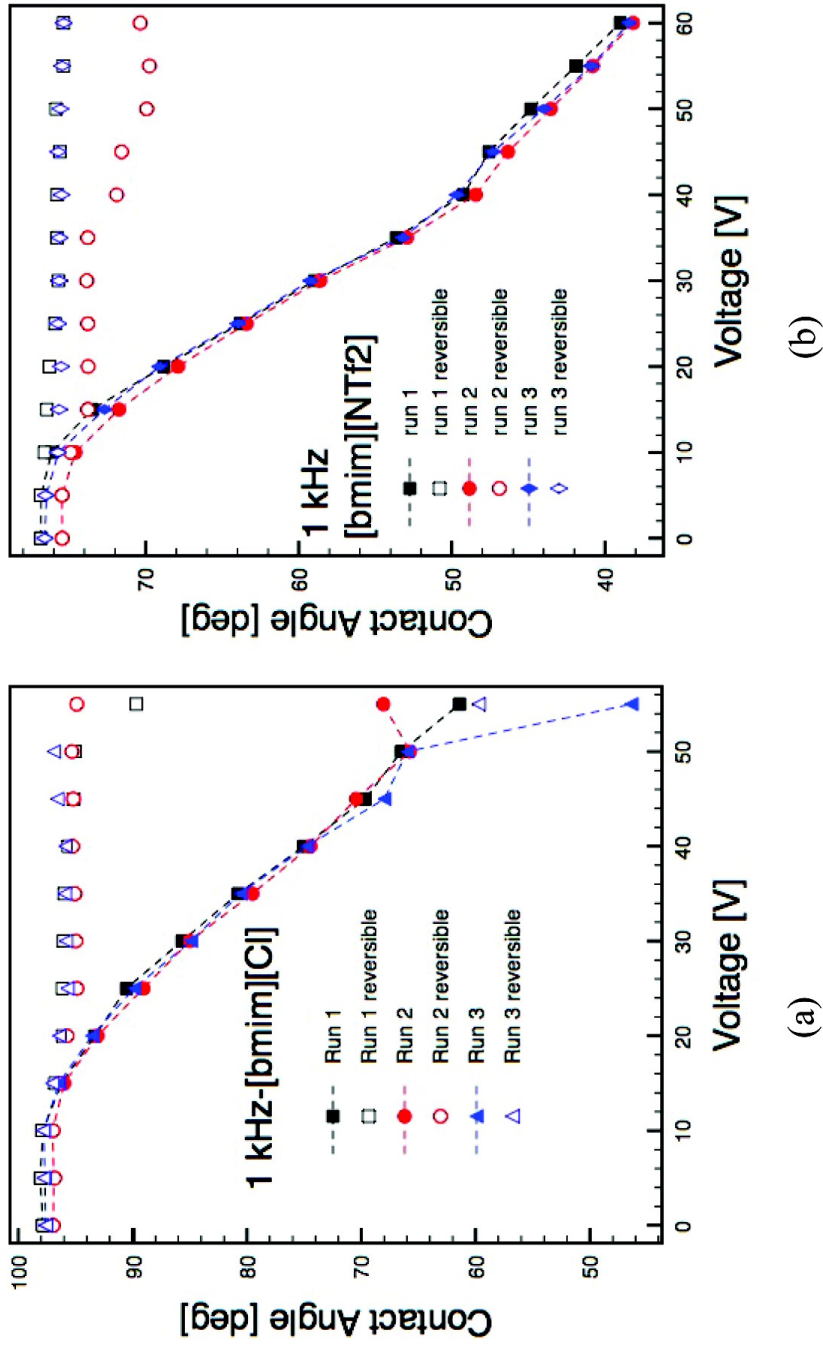 1 kHz-[bmim][Cl]
Run 1
Run 1 reversible
Run 2
Run 2 reversible
Run 3
Run 3 reversible
Contact Angle [deg]
100
90
80
70
60
50
0
10
20
30
40
50
Voltage [V]
(a)
1 kHz
[bmim][NTf2]
run 1
run 1 reversible
run 2
run 2 reversible
run 3
run 3 reversible
Contact Angle [deg]
70
60
50
40
0
10
20
30
40
50
60
Voltage [V]
(b)